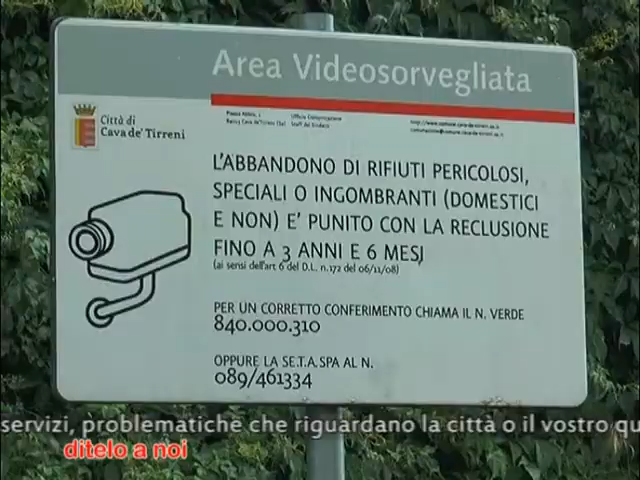 Area Videosorvegliata
Città di
Cava de' Tirreni
L'ABBANDONO DI RIFIUTI PERICOLOSI,
SPECIALI O INGOMBRANTI (DOMESTICI
E NON) E' PUNITO CON LA RECLUSIONE
FINO A 3 ANNI E 6 MESI
(ai sensi dell'art 6 del D.L. n.172 del 06/11/08)
PER UN CORRETTO CONFERIMENTO CHIAMA IL N. VERDE
840.000.310
OPPURE LA SE.T.A. SPA AL N.
089/461334
servizi, problematiche che riguardano la città o il vostro qu
ditelo a noi